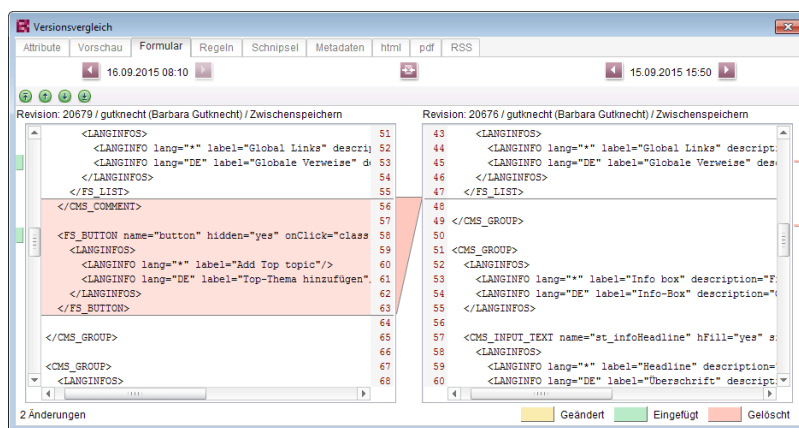 Versionsvergleich
Attribute Vorschau Formular Regeln Schnipsel Metadaten html pdf RSS
16.09.2015 08:10 15.09.2015 15:50
Revision: 20679 / gutknecht (Barbara Gutknecht) / Zwischenspeichern
Revision: 20676 / gutknecht (Barbara Gutknecht) / Zwischenspeichern
<LANGINFOS> 51
<LANGINFO lang="*" label="Global Links" descri 52
<LANGINFO lang="DE" label="Globale Verweise" d 53
</LANGINFOS> 54
</FS_LIST> 55
</CMS_COMMENT> 56
57
<FS_BUTTON name="button" hidden="yes" onClick="class 58
<LANGINFOS> 59
<LANGINFO lang="*" label="Add Top topic"/> 60
<LANGINFO lang="DE" label="Top-Thema hinzufügen" 61
</LANGINFOS> 62
</FS_BUTTON> 63
64
</CMS_GROUP> 65
66
<CMS_GROUP> 67
<LANGINFOS> 68
43 <LANGINFOS>
44 <LANGINFO lang="*" label="Global Links" descript
45 <LANGINFO lang="DE" label="Globale Verweise" des
46 </LANGINFOS>
47 </FS_LIST>
48
49 </CMS_GROUP>
50
51 <CMS_GROUP>
52 <LANGINFOS>
53 <LANGINFO lang="*" label="Info box" description="F
54 <LANGINFO lang="DE" label="Info-Box" description="
55 </LANGINFOS>
56
57 <CMS_INPUT_TEXT name="st_infoHeadline" hFill="yes" s
58 <LANGINFOS>
59 <LANGINFO lang="*" label="Headline" description=
60 <LANGINFO lang="DE" label="Überschrift" descript
2 Änderungen Geändert Eingefügt Gelöscht